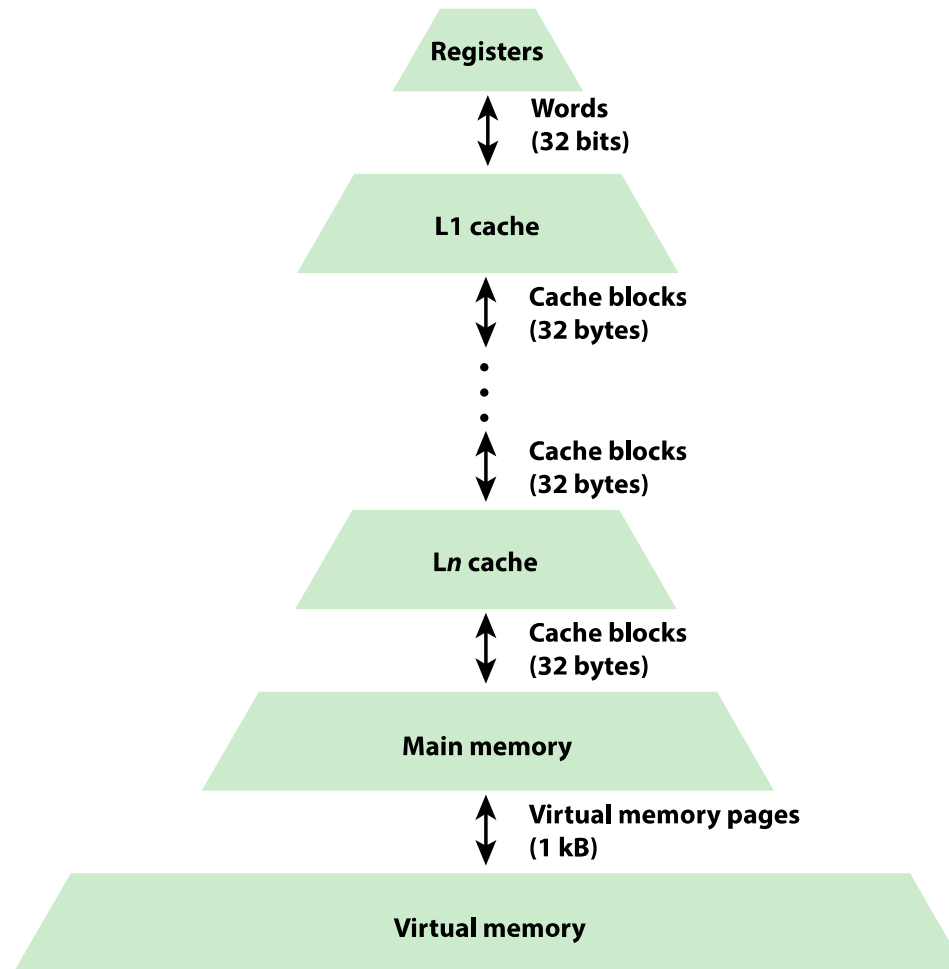 Registers
Words
(32 bits)
L1 cache
Cache blocks
(32 bytes)
Cache blocks
(32 bytes)
Ln cache
Cache blocks
(32 bytes)
Main memory
Virtual memory pages
(1 kB)
Virtual memory